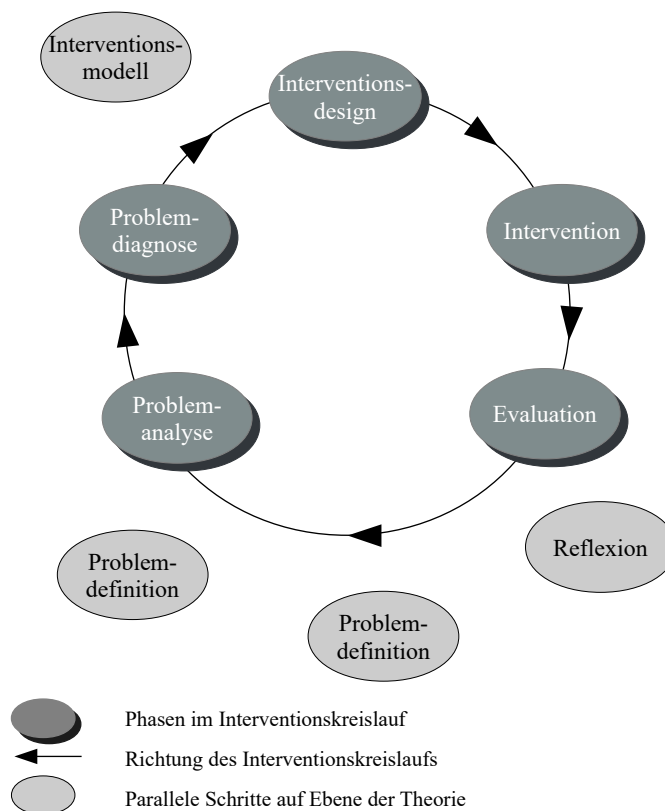 Interventions-
modell
Interventions-
design
Problem-
diagnose
Intervention
Problem-
analyse
Evaluation
Problem-
definition
Reflexion
Problem-
definition
Phasen im Interventionskreislauf
Richtung des Interventionskreislaufs
Parallele Schritte auf Ebene der Theorie